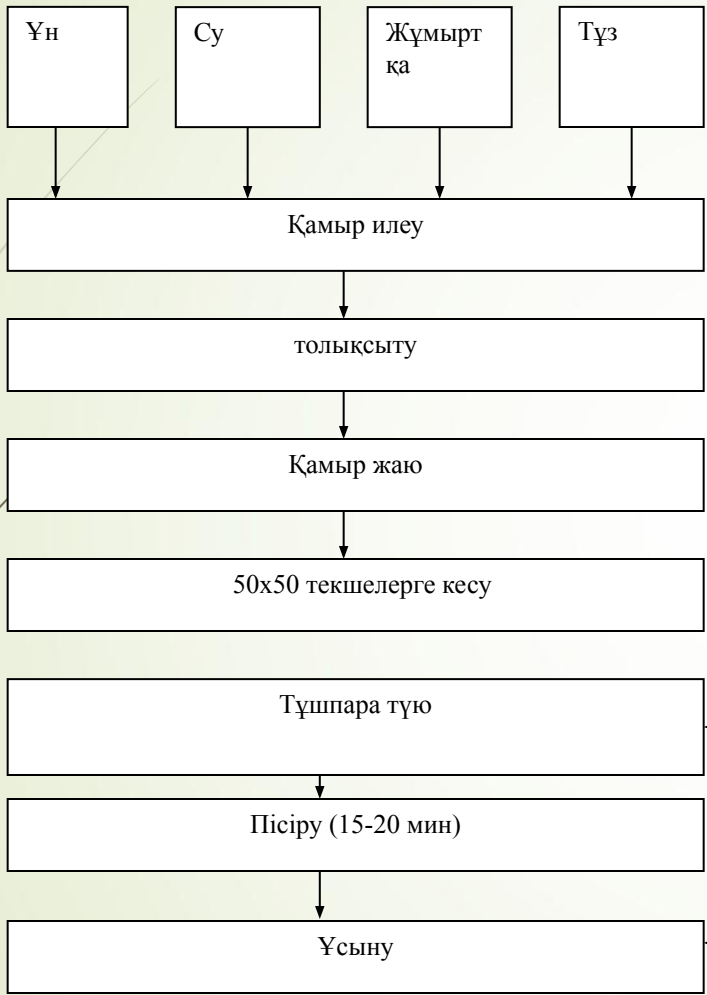 Ұн
Су
Жұмырт
қа
Тұз
Қамыр илеу
толықсыту
Қамыр жаю
50х50 текшелерге кесу
Тұшпара түю
Пісіру (15-20 мин)
Ұсыну